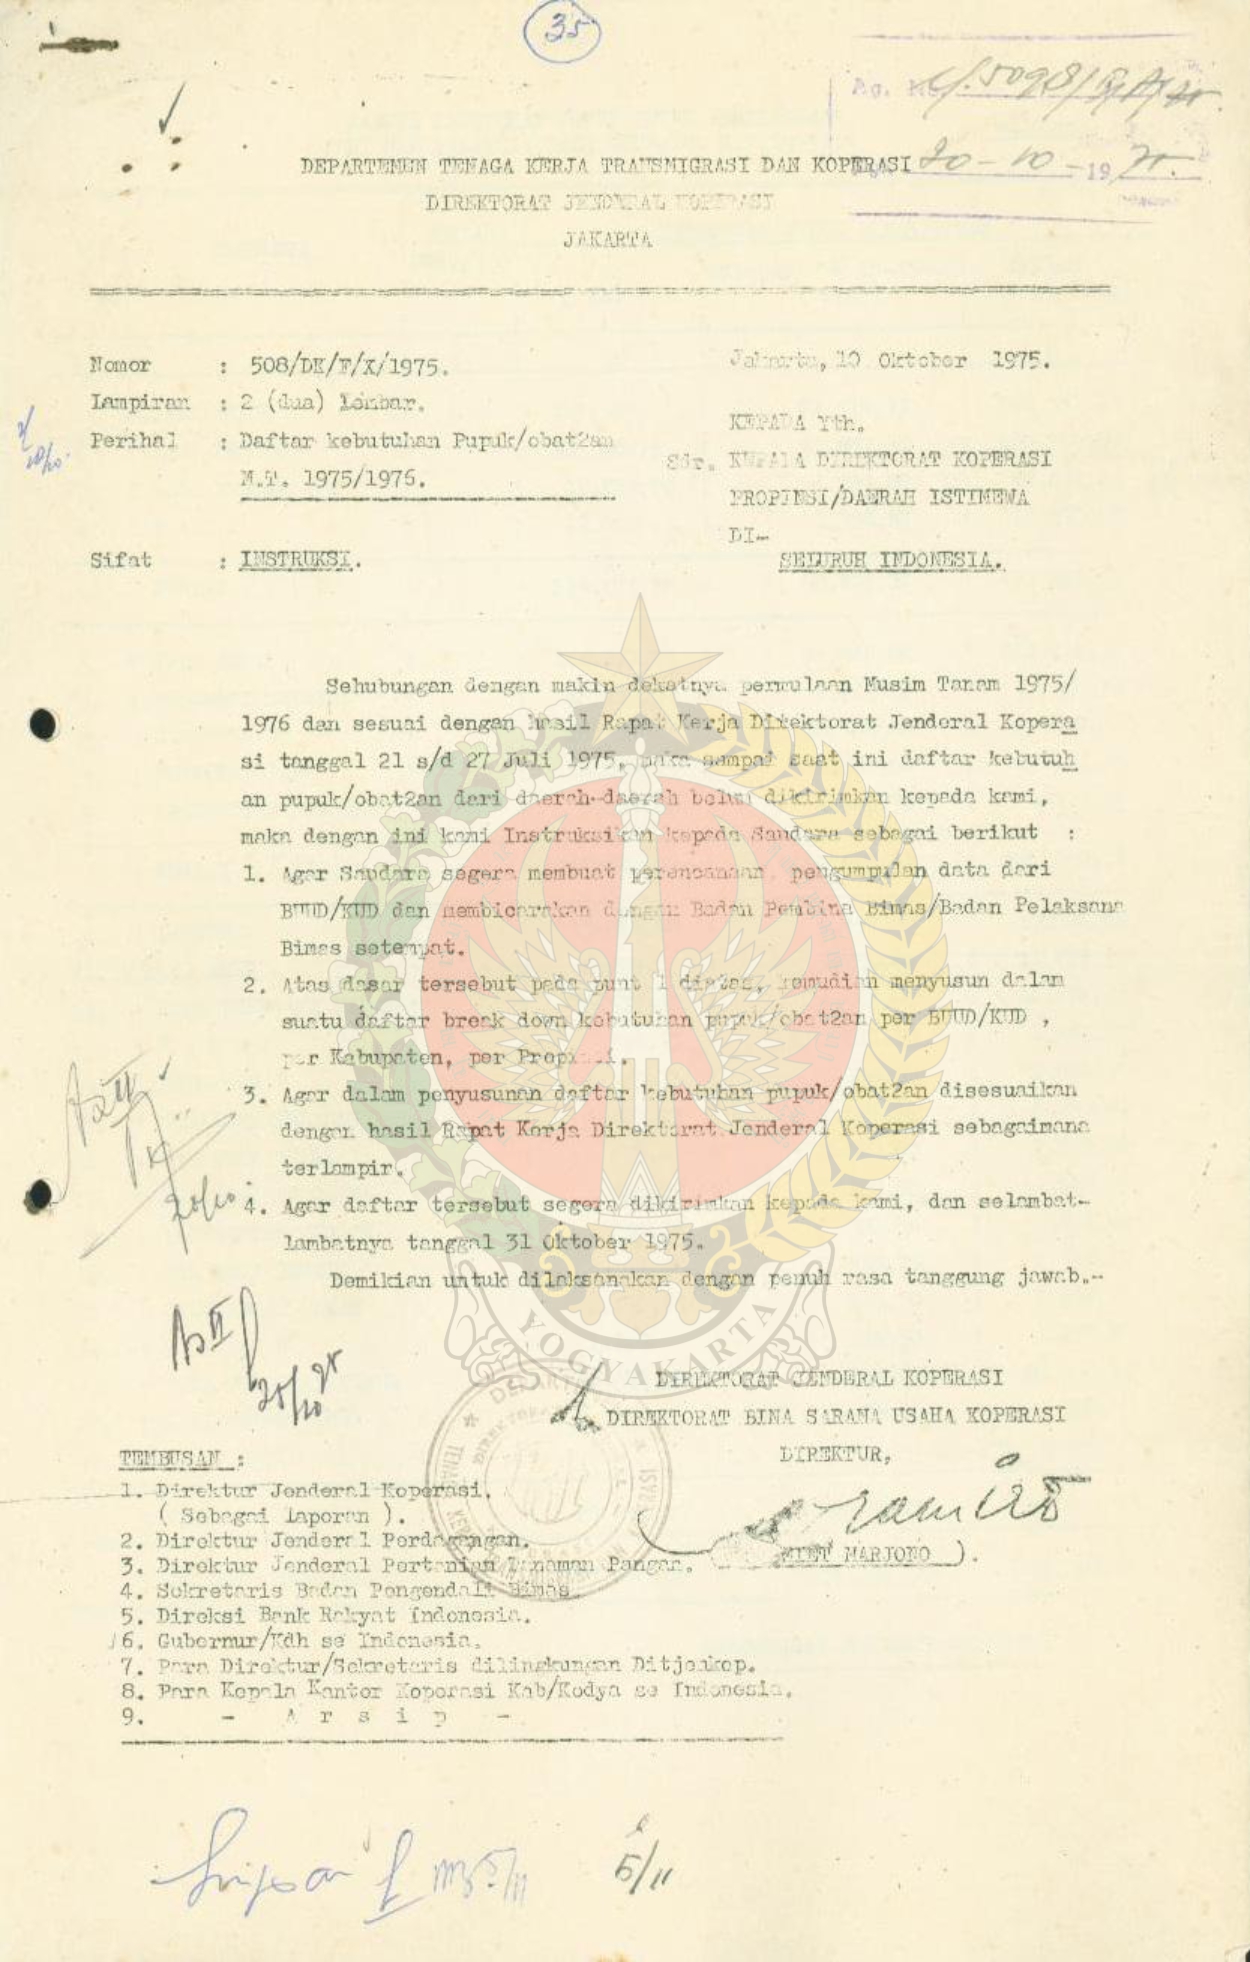 35
Ag. No.
20-10-1975.
DEPARTEMEN TENAGA KERJA TRANSMIGRASI DAN KOPERASI
DIREKTORAT JENDERAL KOPERASI
JAKARTA
Nomor : 508/DK/F/X/1975.
Jakarta, 10 Oktober 1975.
Lampiran : 2 (dua) lembar.
Perihal : Daftar kebutuhan Pupuk/obat2an
M.T. 1975/1976.
KEPADA Yth.
Sdr. KEPALA DIREKTORAT KOPERASI
PROPINSI/DAERAH ISTIMEWA
DI-
Sifat : INSTRUKSI.
SELURUH INDONESIA.
Sehubungan dengan makin dekatnya permulaan Musim Tanam 1975/
1976 dan sesuai dengan hasil Rapat Kerja Direktorat Jenderal Kopera
si tanggal 21 s/d 27 Juli 1975, maka sampai saat ini daftar kebutuh
an pupuk/obat2an dari daerah-daerah belum dikirimkan kepada kami,
maka dengan ini kami Instruksikan kepada Saudara sebagai berikut :
1. Agar Saudara segera membuat perencanaan, pengumpulan data dari
BUUD/KUD dan membicarakan dengan Badan Pembina Bimas/Badan Pelaksana
Bimas setempat.
2. Atas dasar tersebut pada punt 1 diatas, kemudian menyusun dalam
suatu daftar break down kebutuhan pupuk/obat2an per BUUD/KUD ,
per Kabupaten, per Propinsi.
3. Agar dalam penyusunan daftar kebutuhan pupuk/obat2an disesuaikan
dengan hasil Rapat Kerja Direktorat Jenderal Koperasi sebagaimana
terlampir.
4. Agar daftar tersebut segera dikirimkan kepada kami, dan selambat-
lambatnya tanggal 31 Oktober 1975.
Demikian untuk dilaksanakan dengan penuh rasa tanggung jawab.-
YOGYAKARTA
As II
DIREKTORAT JENDERAL KOPERASI
DIREKTORAT BINA SARANA USAHA KOPERASI
DIREKTUR,
MARJONO ).
TEMBUSAN :
1. Direktur Jenderal Koperasi.
( Sebagai laporan ).
2. Direktur Jenderal Perdagangan.
3. Direktur Jenderal Pertanian Tanaman Pangan.
4. Sekretaris Badan Pengendali Bimas.
5. Direksi Bank Rakyat Indonesia.
6. Gubernur/Kdh se Indonesia.
7. Para Direktur/Sekretaris dilingkungan Ditjenkop.
8. Para Kepala Kantor Koperasi Kab/Kodya se Indonesia.
9. - A r s i p -
Simpan
5/11